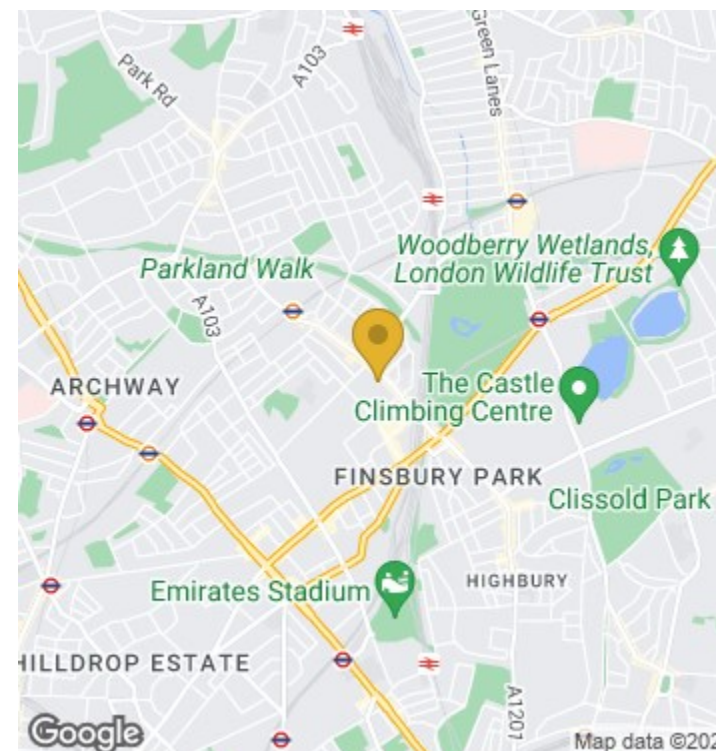 Park Rd
A103
Green Lanes
Parkland Walk
Woodberry Wetlands,
London Wildlife Trust
A103
ARCHWAY
The Castle
Climbing Centre
FINSBURY PARK
Clissold Park
Emirates Stadium
HIGHBURY
HILLDROP ESTATE
A1201
Google
Map data ©202